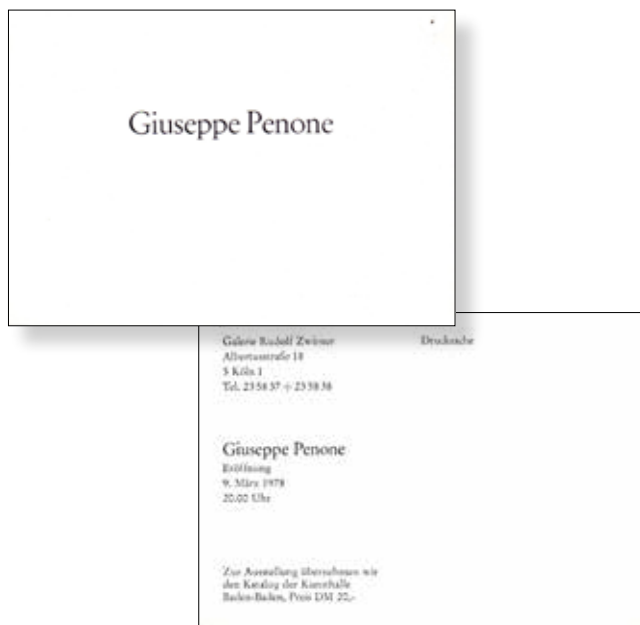 Giuseppe Penone
Galerie Rudolf Zwirner
Drucksache
Albertusstraße 18
5 Köln 1
Tel. 23 58 37 + 23 58 38
Giuseppe Penone
Eröffnung
9. März 1978
20.00 Uhr
Zur Ausstellung übernehmen wir
den Katalog der Kunsthalle
Baden-Baden, Preis DM 20,-